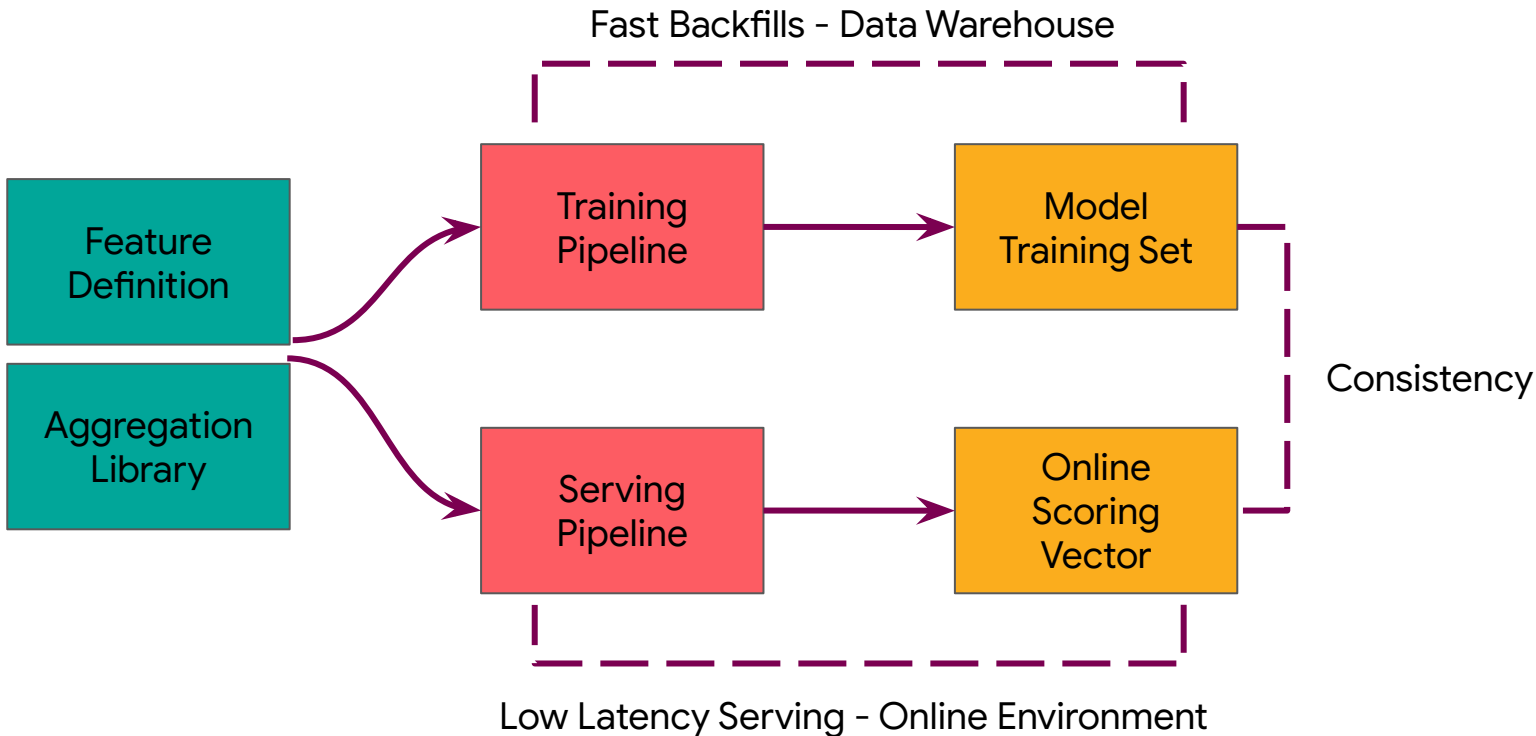 Fast Backfills - Data Warehouse
Feature
Definition
Aggregation
Library
Training
Pipeline
Model
Training Set
Serving
Pipeline
Online
Scoring
Vector
Consistency
Low Latency Serving - Online Environment